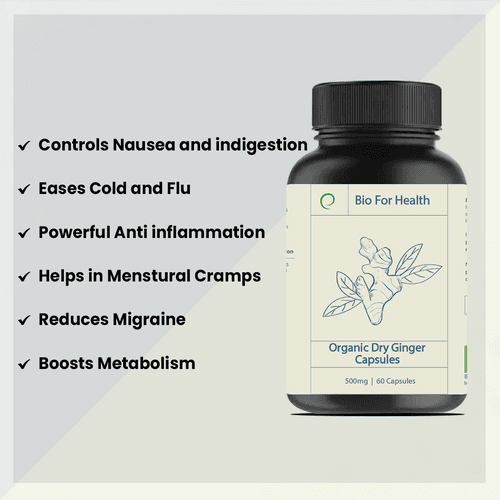 Controls Nausea and indigestion
Eases Cold and Flu
Powerful Anti inflammation
Helps in Menstural Cramps
Reduces Migraine
Boosts Metabolism
Bio For Health
Organic Dry Ginger
Capsules
500mg | 60 Capsules